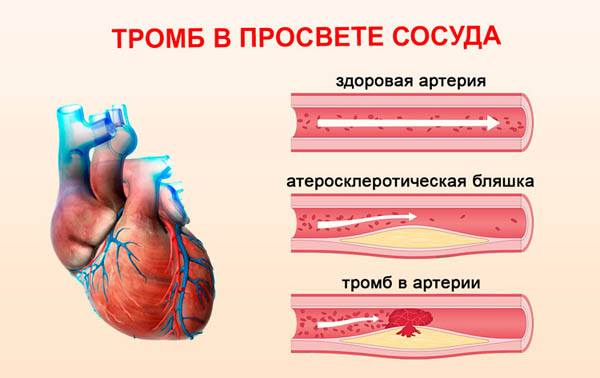 ТРОМБ В ПРОСВЕТЕ СОСУДА
здоровая артерия
атеросклеротическая бляшка
тромб в артерии